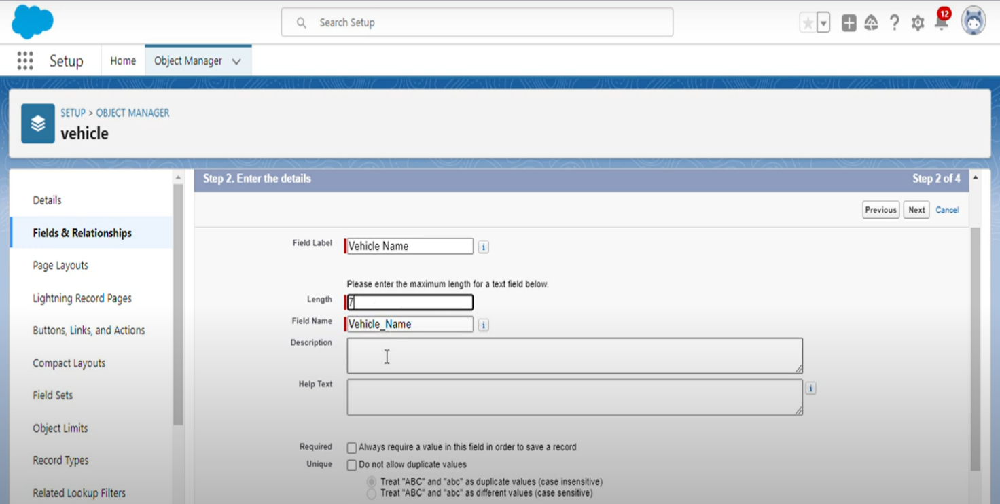 Search Setup
12
Setup
Home
Object Manager
SETUP > OBJECT MANAGER
vehicle
Details
Fields & Relationships
Page Layouts
Lightning Record Pages
Buttons, Links, and Actions
Compact Layouts
Field Sets
Object Limits
Record Types
Related Lookup Filters
Step 2. Enter the details
Step 2 of 4
Previous
Next
Cancel
Field Label
Vehicle Name
i
Please enter the maximum length for a text field below.
Length
7
Field Name
Vehicle_Name
i
Description
Help Text
i
Required
Always require a value in this field in order to save a record
Unique
Do not allow duplicate values
Treat "ABC" and "abc" as duplicate values (case insensitive)
Treat "ABC" and "abc" as different values (case sensitive)